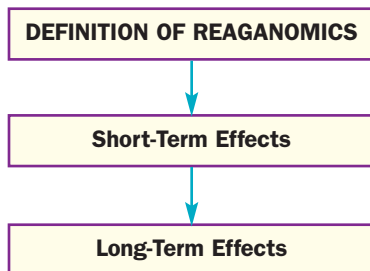 DEFINITION OF REAGANOMICS
Short-Term Effects
Long-Term Effects